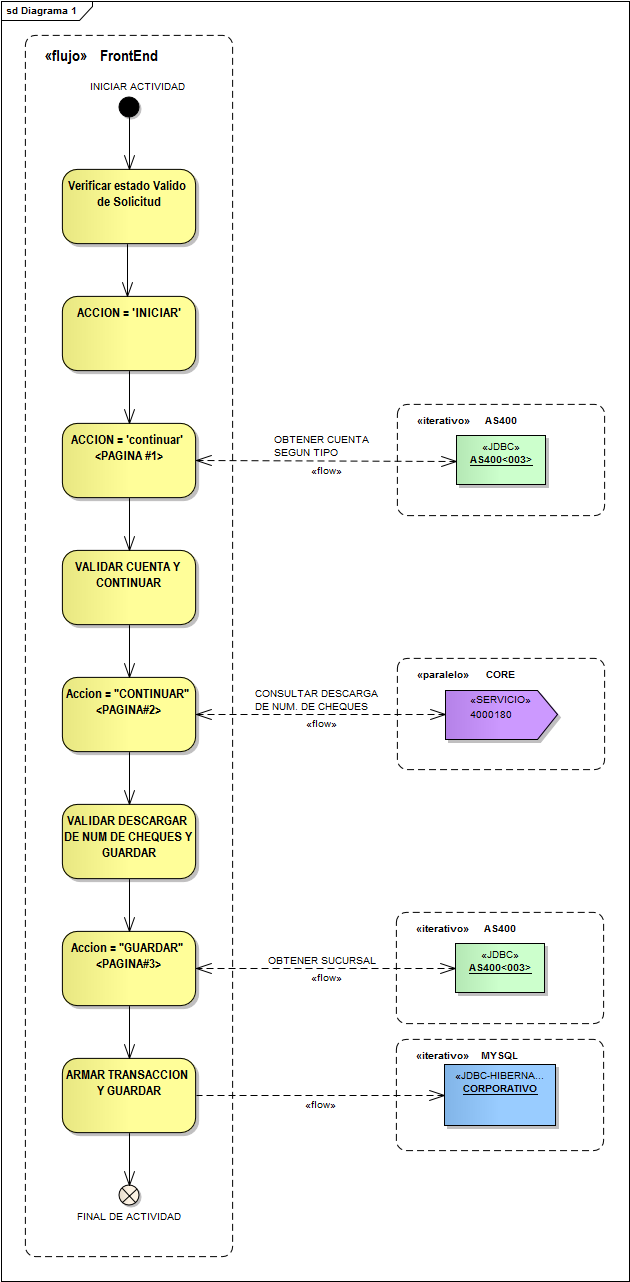 sd Diagrama 1
«flujo» FrontEnd
INICIAR ACTIVIDAD
Verificar estado Valido
de Solicitud
ACCION = 'INICIAR'
ACCION = 'continuar'
<PAGINA #1>
OBTENER CUENTA
SEGUN TIPO
«flow»
«iterativo» AS400
«JDBC»
AS400<003>
VALIDAR CUENTA Y
CONTINUAR
Accion = "CONTINUAR"
<PAGINA#2>
CONSULTAR DESCARGA
DE NUM. DE CHEQUES
«flow»
«paralelo» CORE
«SERVICIO»
4000180
VALIDAR DESCARGAR
DE NUM DE CHEQUES Y
GUARDAR
Accion = "GUARDAR"
<PAGINA#3>
OBTENER SUCURSAL
«flow»
«iterativo» AS400
«JDBC»
AS400<003>
ARMAR TRANSACCION
Y GUARDAR
«flow»
«iterativo» MYSQL
«JDBC-HIBERNA...
CORPORATIVO
FINAL DE ACTIVIDAD